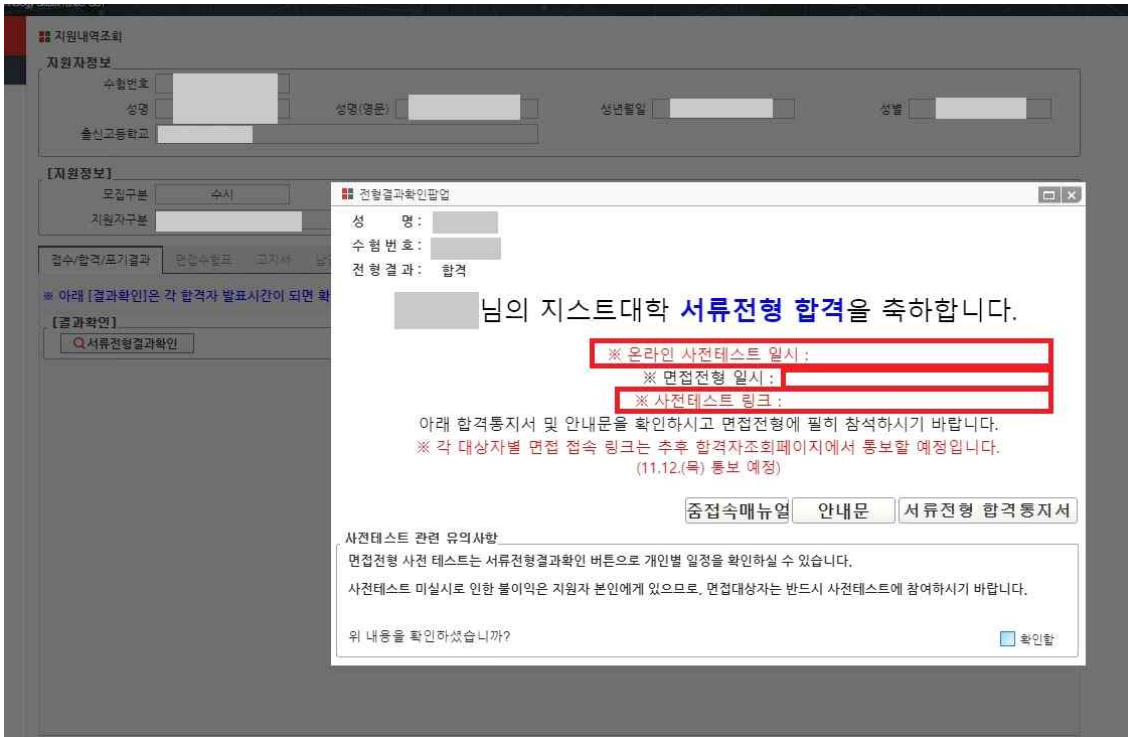 지원내역조회
지원자정보
수험번호
성명 성명(영문) 생년월일 성별
출신고등학교
[지원정보]
모집구분 수시
지원자구분
접수/합격/포기결과 면접수험표 고지서
※ 아래 [결과확인]은 각 합격자 발표시간이 되면 확
[결과확인]
서류전형결과확인
전형결과확인팝업
성 명:
수험번호:
전형결과: 합격
님의 지스트대학 서류전형 합격을 축하합니다.
※ 온라인 사전테스트 일시 :
※ 면접전형 일시 :
※ 사전테스트 링크 :
아래 합격통지서 및 안내문을 확인하시고 면접전형에 필히 참석하시기 바랍니다.
※ 각 대상자별 면접 접속 링크는 추후 합격자조회페이지에서 통보할 예정입니다.
(11.12.(목) 통보 예정)
줌접속매뉴얼 안내문 서류전형 합격통지서
사전테스트 관련 유의사항
면접전형 사전 테스트는 서류전형결과확인 버튼으로 개인별 일정을 확인하실 수 있습니다.
사전테스트 미실시로 인한 불이익은 지원자 본인에게 있으므로, 면접대상자는 반드시 사전테스트에 참여하시기 바랍니다.
위 내용을 확인하셨습니까? 확인함